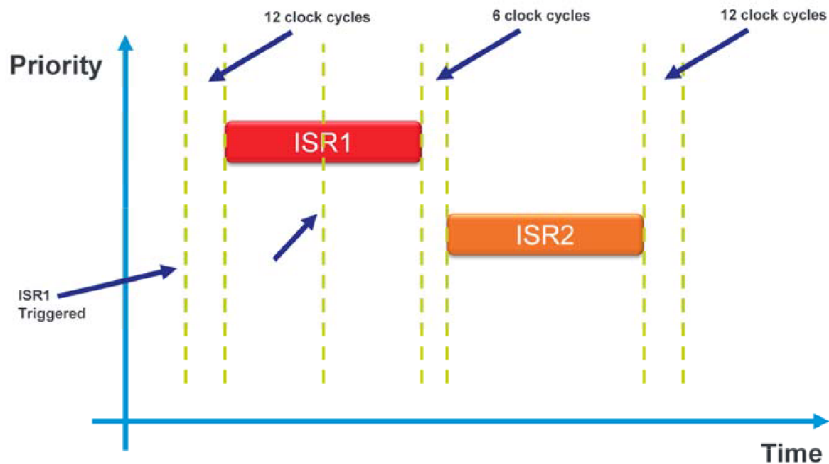 12 clock cycles
6 clock cycles
12 clock cycles
Priority
ISR1
ISR2
ISR1
Triggered
Time